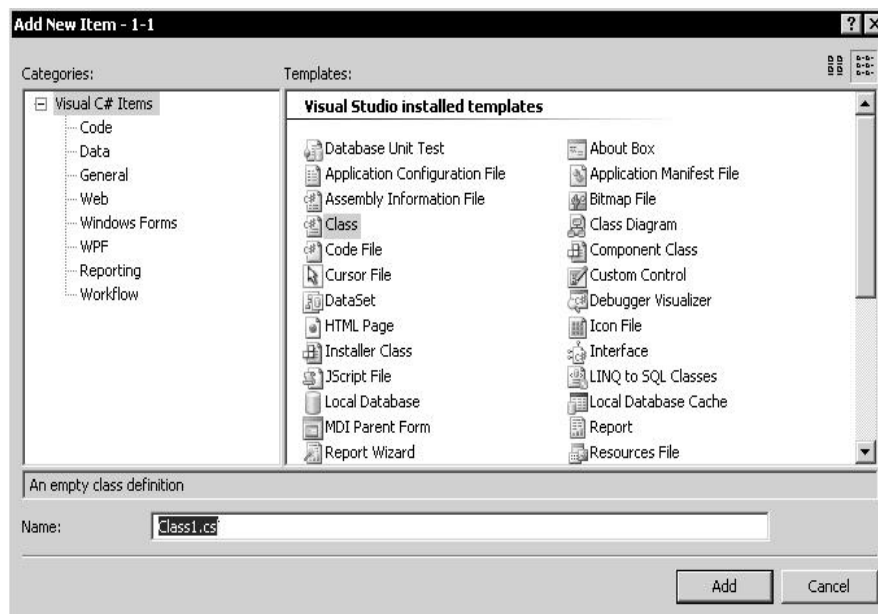 Add New Item - 1-1
Categories:
Templates:
Visual C# Items
Code
Data
General
Web
Windows Forms
WPF
Reporting
Workflow
Visual Studio installed templates
Database Unit Test
About Box
Application Configuration File
Application Manifest File
Assembly Information File
Bitmap File
Class
Class Diagram
Code File
Component Class
Cursor File
Custom Control
DataSet
Debugger Visualizer
HTML Page
Icon File
Installer Class
Interface
JScript File
LINQ to SQL Classes
Local Database
Local Database Cache
MDI Parent Form
Report
Report Wizard
Resources File
An empty class definition
Name:
Class1.cs
Add
Cancel